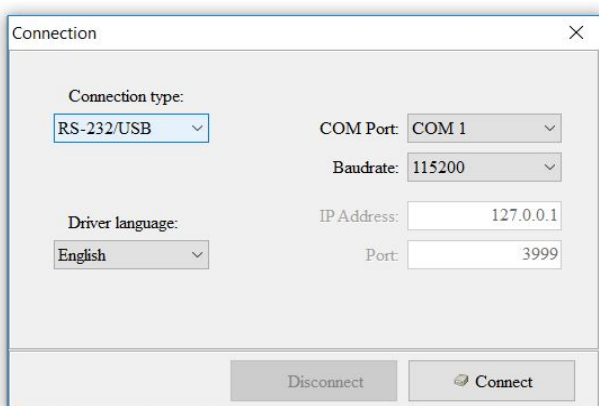 Connection
Connection type:
RS-232/USB
COM Port: COM 1
Baudrate: 115200
Driver language:
English
IP Address: 127.0.0.1
Port: 3999
Disconnect
Connect